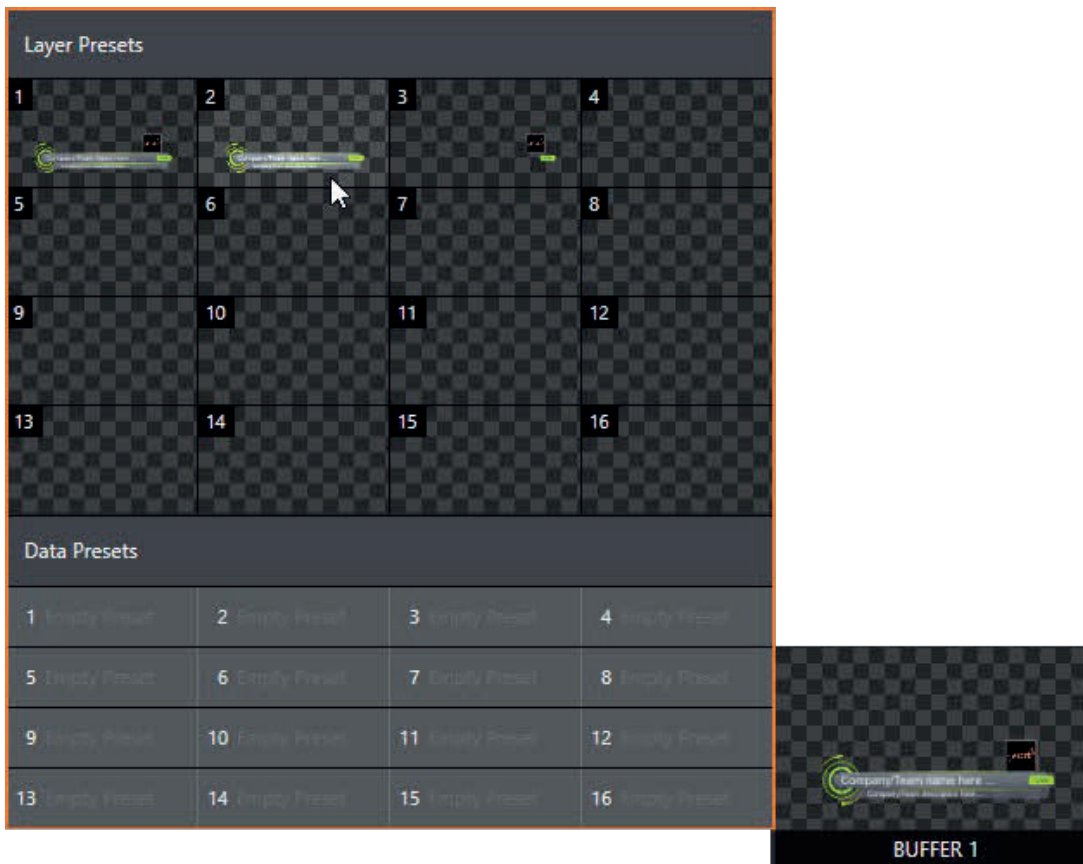 Layer Presets
1 2 3 4
5 6 7 8
9 10 11 12
13 14 15 16
Data Presets
1 Empty Preset 2 Empty Preset 3 Empty Preset 4 Empty Preset
5 Empty Preset 6 Empty Preset 7 Empty Preset 8 Empty Preset
9 Empty Preset 10 Empty Preset 11 Empty Preset 12 Empty Preset
13 Empty Preset 14 Empty Preset 15 Empty Preset 16 Empty Preset
Company/Team name here ...
BUFFER 1